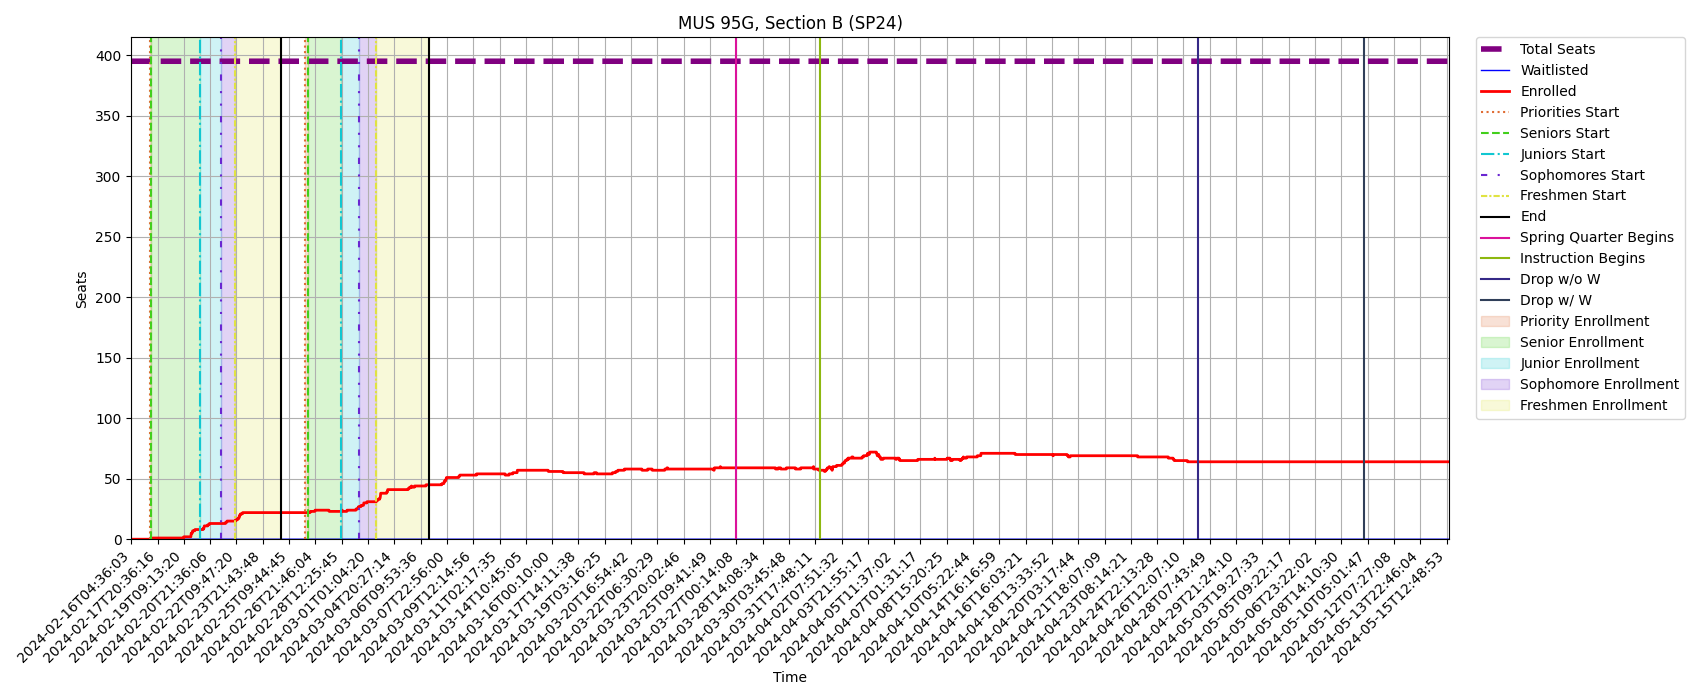 MUS 95G, Section B (SP24)
400
350
300
250
200
150
100
50
0
Seats
2024-02-16T04:36:03
2024-02-17T20:36:16
2024-02-19T09:13:20
2024-02-20T21:36:06
2024-02-22T09:47:20
2024-02-23T21:43:48
2024-02-25T09:44:45
2024-02-26T21:46:04
2024-02-28T12:25:45
2024-03-01T01:04:20
2024-03-04T20:27:14
2024-03-06T09:53:36
2024-03-07T22:56:00
2024-03-09T12:14:56
2024-03-11T02:17:35
2024-03-14T10:45:05
2024-03-16T00:10:00
2024-03-17T14:11:38
2024-03-19T03:16:25
2024-03-20T16:54:42
2024-03-22T06:30:29
2024-03-23T20:02:46
2024-03-25T09:41:49
2024-03-27T00:14:08
2024-03-28T14:08:34
2024-03-30T03:45:48
2024-03-31T17:48:11
2024-04-02T07:51:32
2024-04-03T21:55:17
2024-04-05T11:37:02
2024-04-07T01:31:17
2024-04-08T15:20:25
2024-04-10T05:22:44
2024-04-14T16:16:59
2024-04-16T16:03:21
2024-04-18T13:33:52
2024-04-20T03:17:44
2024-04-21T18:07:09
2024-04-23T08:14:21
2024-04-24T22:13:28
2024-04-26T12:07:10
2024-04-28T07:43:49
2024-04-29T21:24:10
2024-05-03T19:27:33
2024-05-05T09:22:17
2024-05-06T23:22:02
2024-05-08T14:10:30
2024-05-10T05:01:47
2024-05-12T07:27:08
2024-05-13T22:46:04
2024-05-15T12:48:53
Time
Total Seats
Waitlisted
Enrolled
Priorities Start
Seniors Start
Juniors Start
Sophomores Start
Freshmen Start
End
Spring Quarter Begins
Instruction Begins
Drop w/o W
Drop w/ W
Priority Enrollment
Senior Enrollment
Junior Enrollment
Sophomore Enrollment
Freshmen Enrollment